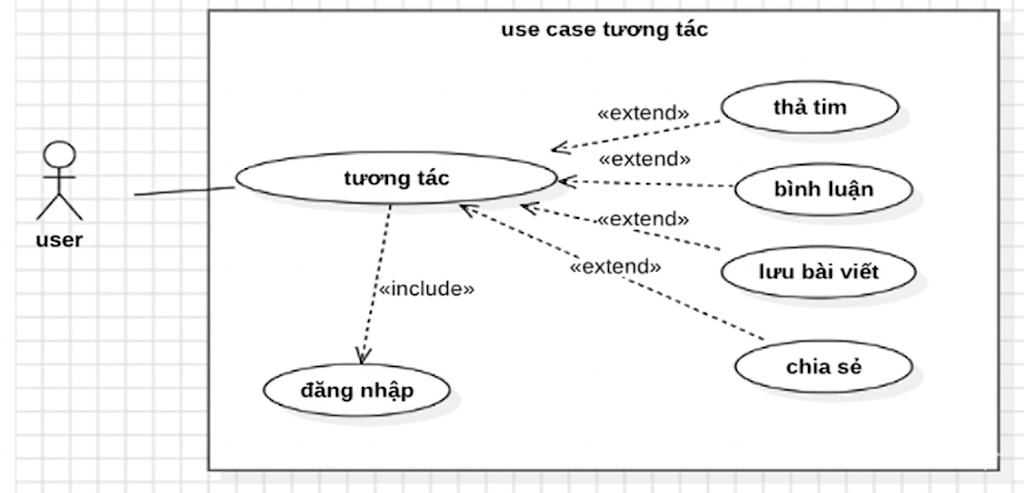 use case tương tác
«extend»
thả tim
«extend»
tương tác
bình luận
user
«extend»
«extend»
lưu bài viết
«include»
chia sẻ
đăng nhập